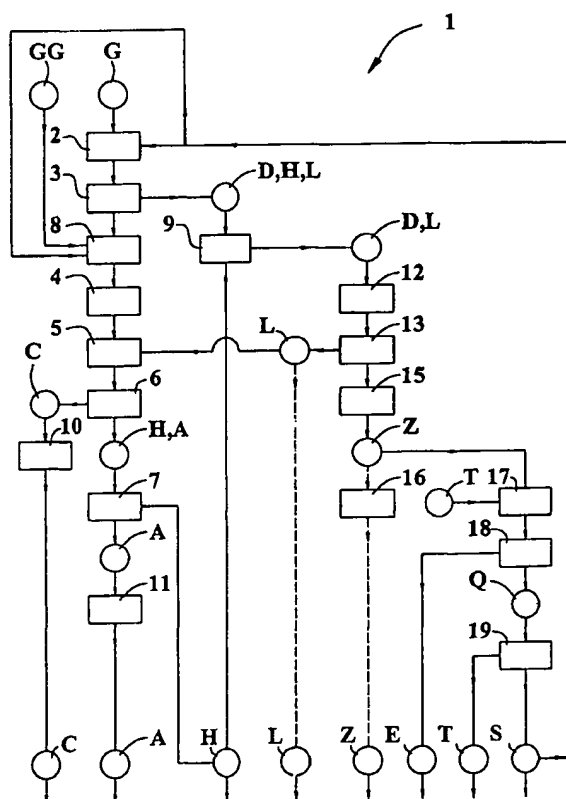 1
GG G
2
3 D,H,L
8 9 D,L
4 12
5 L 13
C 6 15
10 H,A Z
7 16 T 17
A 18
11 Q
19
C A H L Z E T S